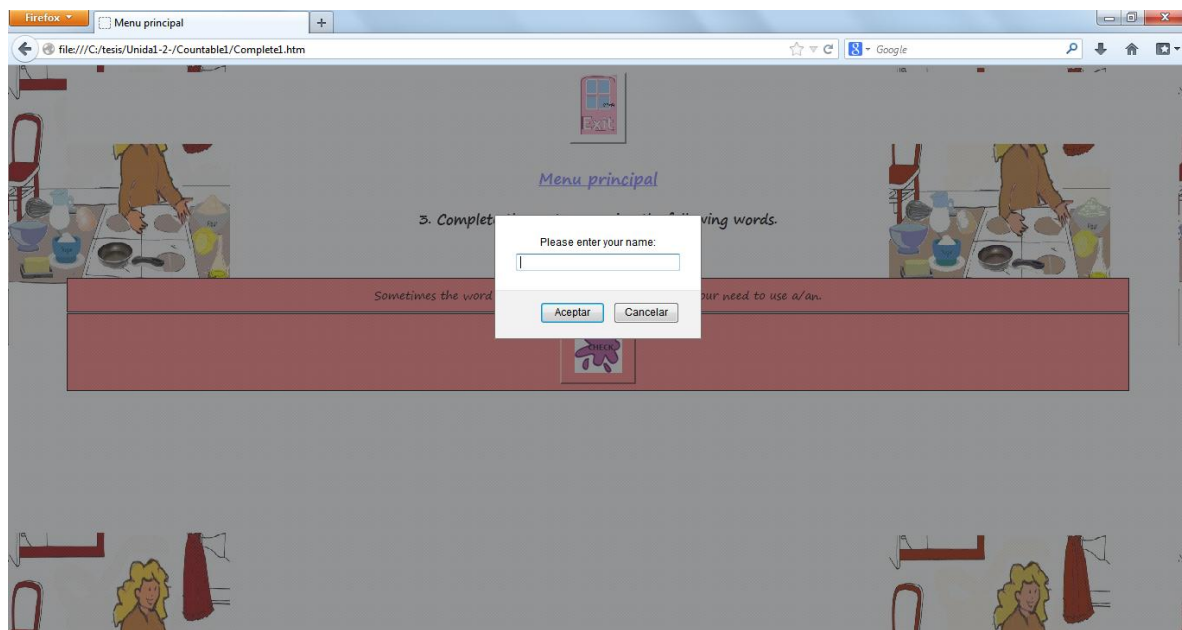 Firefox
Menu principal
file:///C:/tesis/Unida1-2-/Countable1/Complete1.htm
Google
Exit
Menu principal
3. Complet
ving words.
Please enter your name:
Sometimes the word
our need to use a/an.
Aceptar
Cancelar
CHECK